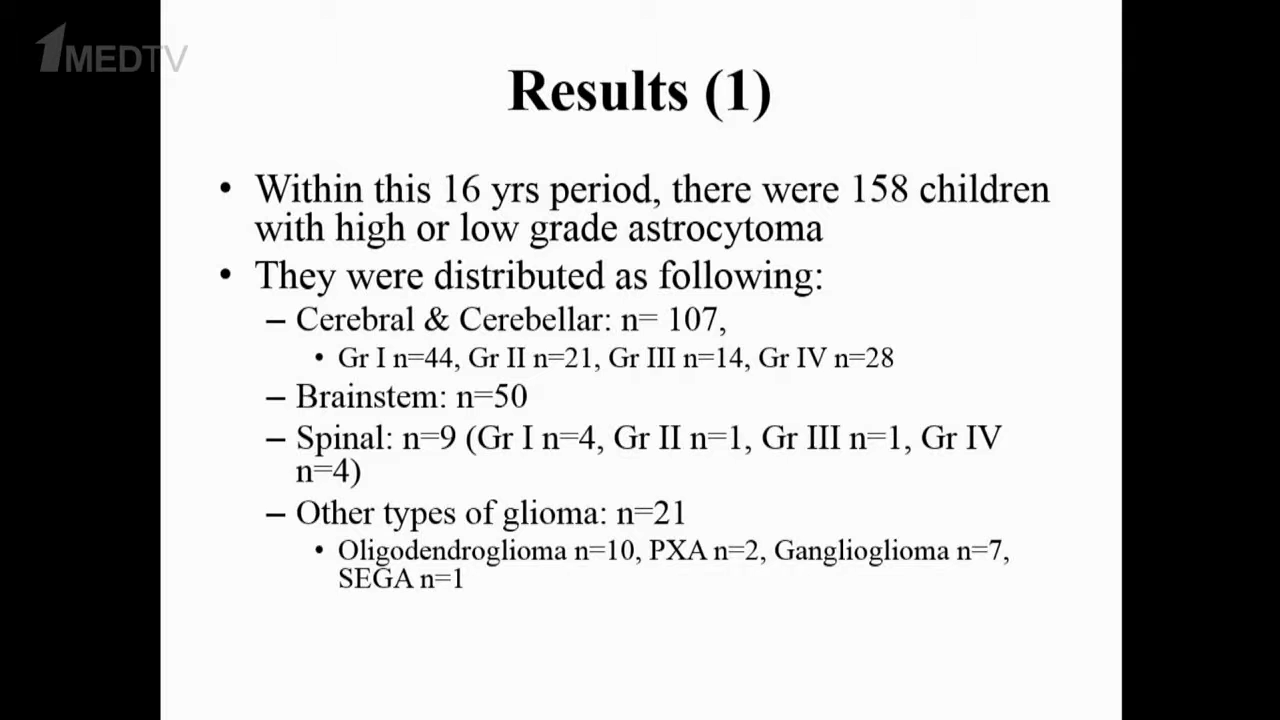 1MEDTV
Results (1)
• Within this 16 yrs period, there were 158 children
with high or low grade astrocytoma
• They were distributed as following:
– Cerebral & Cerebellar: n= 107,
• Gr I n=44, Gr II n=21, Gr III n=14, Gr IV n=28
– Brainstem: n=50
– Spinal: n=9 (Gr I n=4, Gr II n=1, Gr III n=1, Gr IV
n=4)
– Other types of glioma: n=21
• Oligodendroglioma n=10, PXA n=2, Ganglioglioma n=7,
SEGA n=1